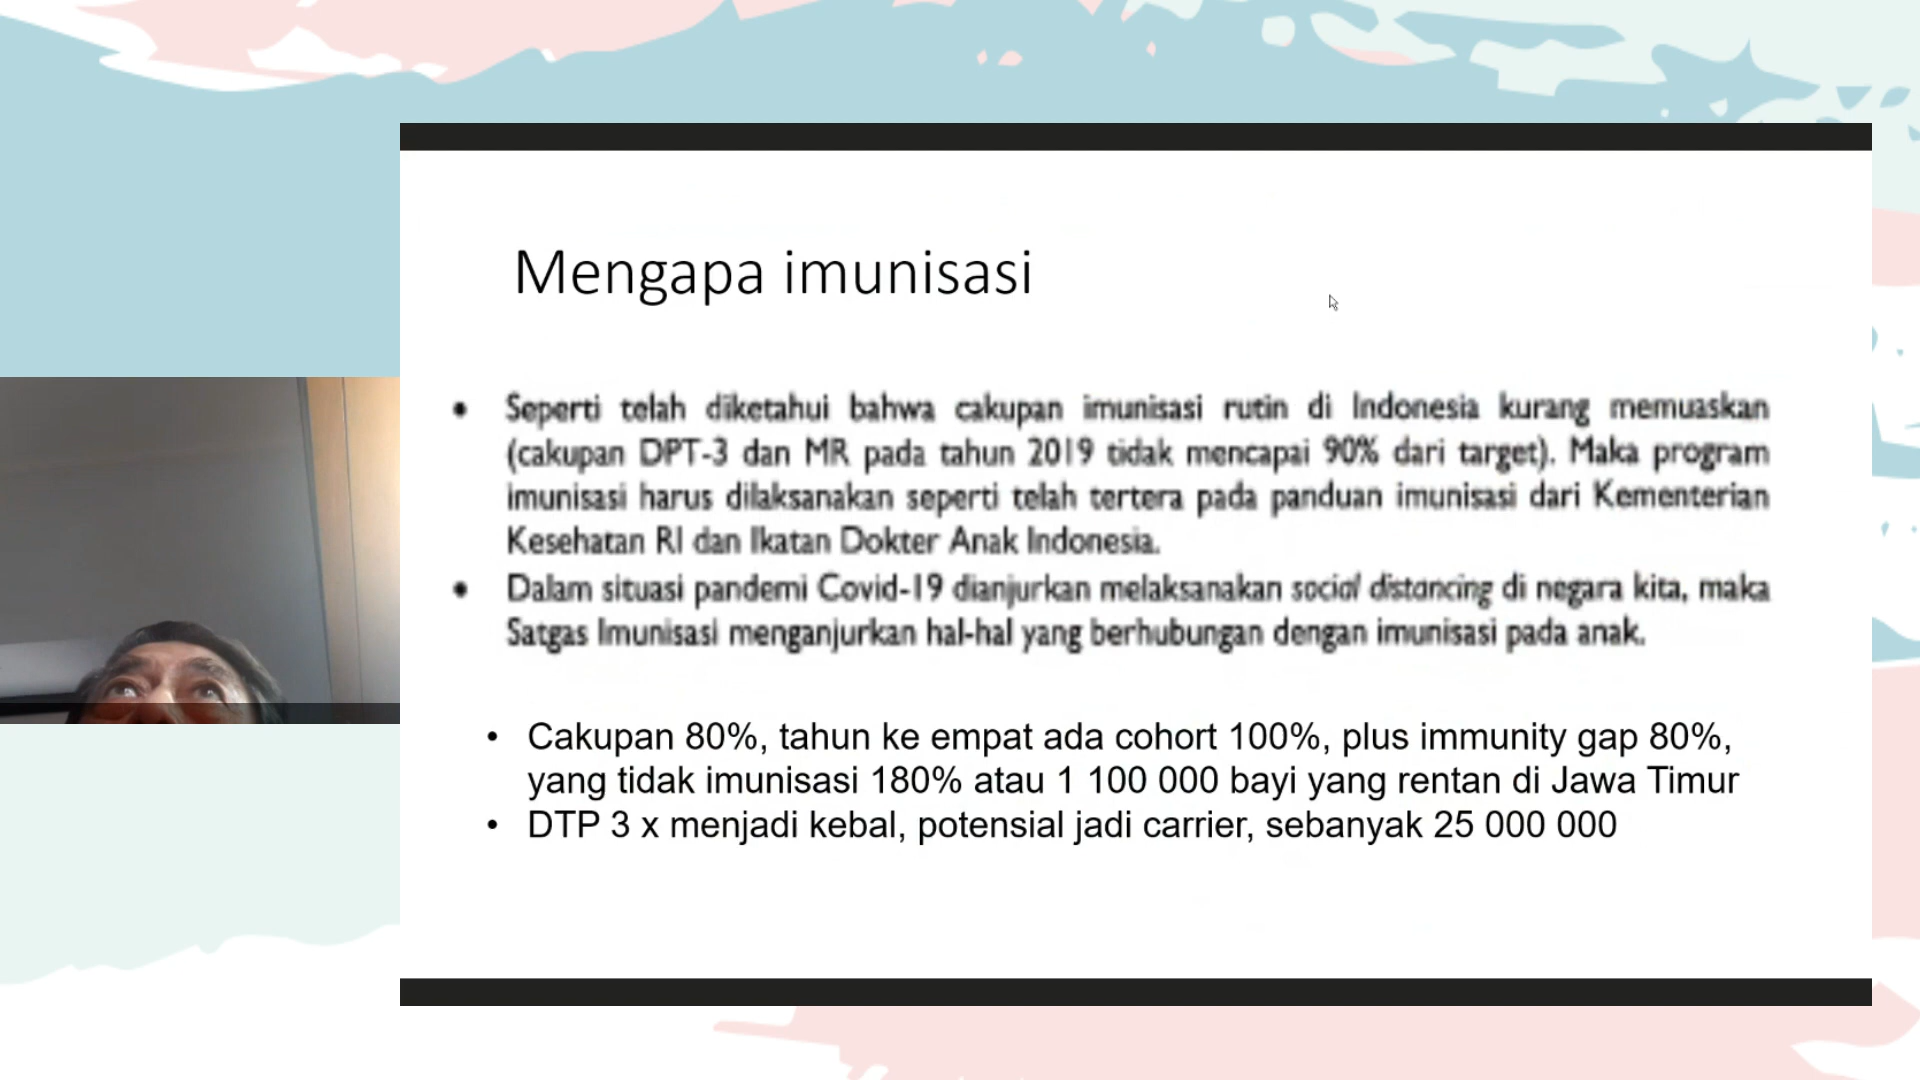 Mengapa imunisasi
• Seperti telah diketahui bahwa cakupan imunisasi rutin di Indonesia kurang memuaskan
(cakupan DPT-3 dan MR pada tahun 2019 tidak mencapai 90% dari target). Maka program
imunisasi harus dilaksanakan seperti telah tertera pada panduan imunisasi dari Kementerian
Kesehatan RI dan Ikatan Dokter Anak Indonesia.
• Dalam situasi pandemi Covid-19 dianjurkan melaksanakan social distancing di negara kita, maka
Satgas Imunisasi menganjurkan hal-hal yang berhubungan dengan imunisasi pada anak.
• Cakupan 80%, tahun ke empat ada cohort 100%, plus immunity gap 80%,
yang tidak imunisasi 180% atau 1 100 000 bayi yang rentan di Jawa Timur
• DTP 3 x menjadi kebal, potensial jadi carrier, sebanyak 25 000 000